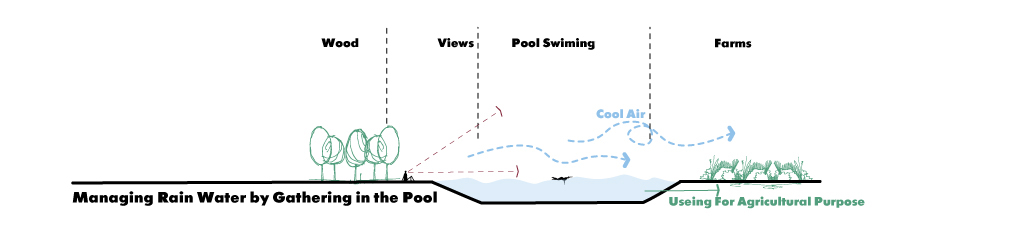 Wood
Views
Pool Swiming
Farms
Cool Air
Managing Rain Water by Gathering in the Pool
Useing For Agricultural Purpose